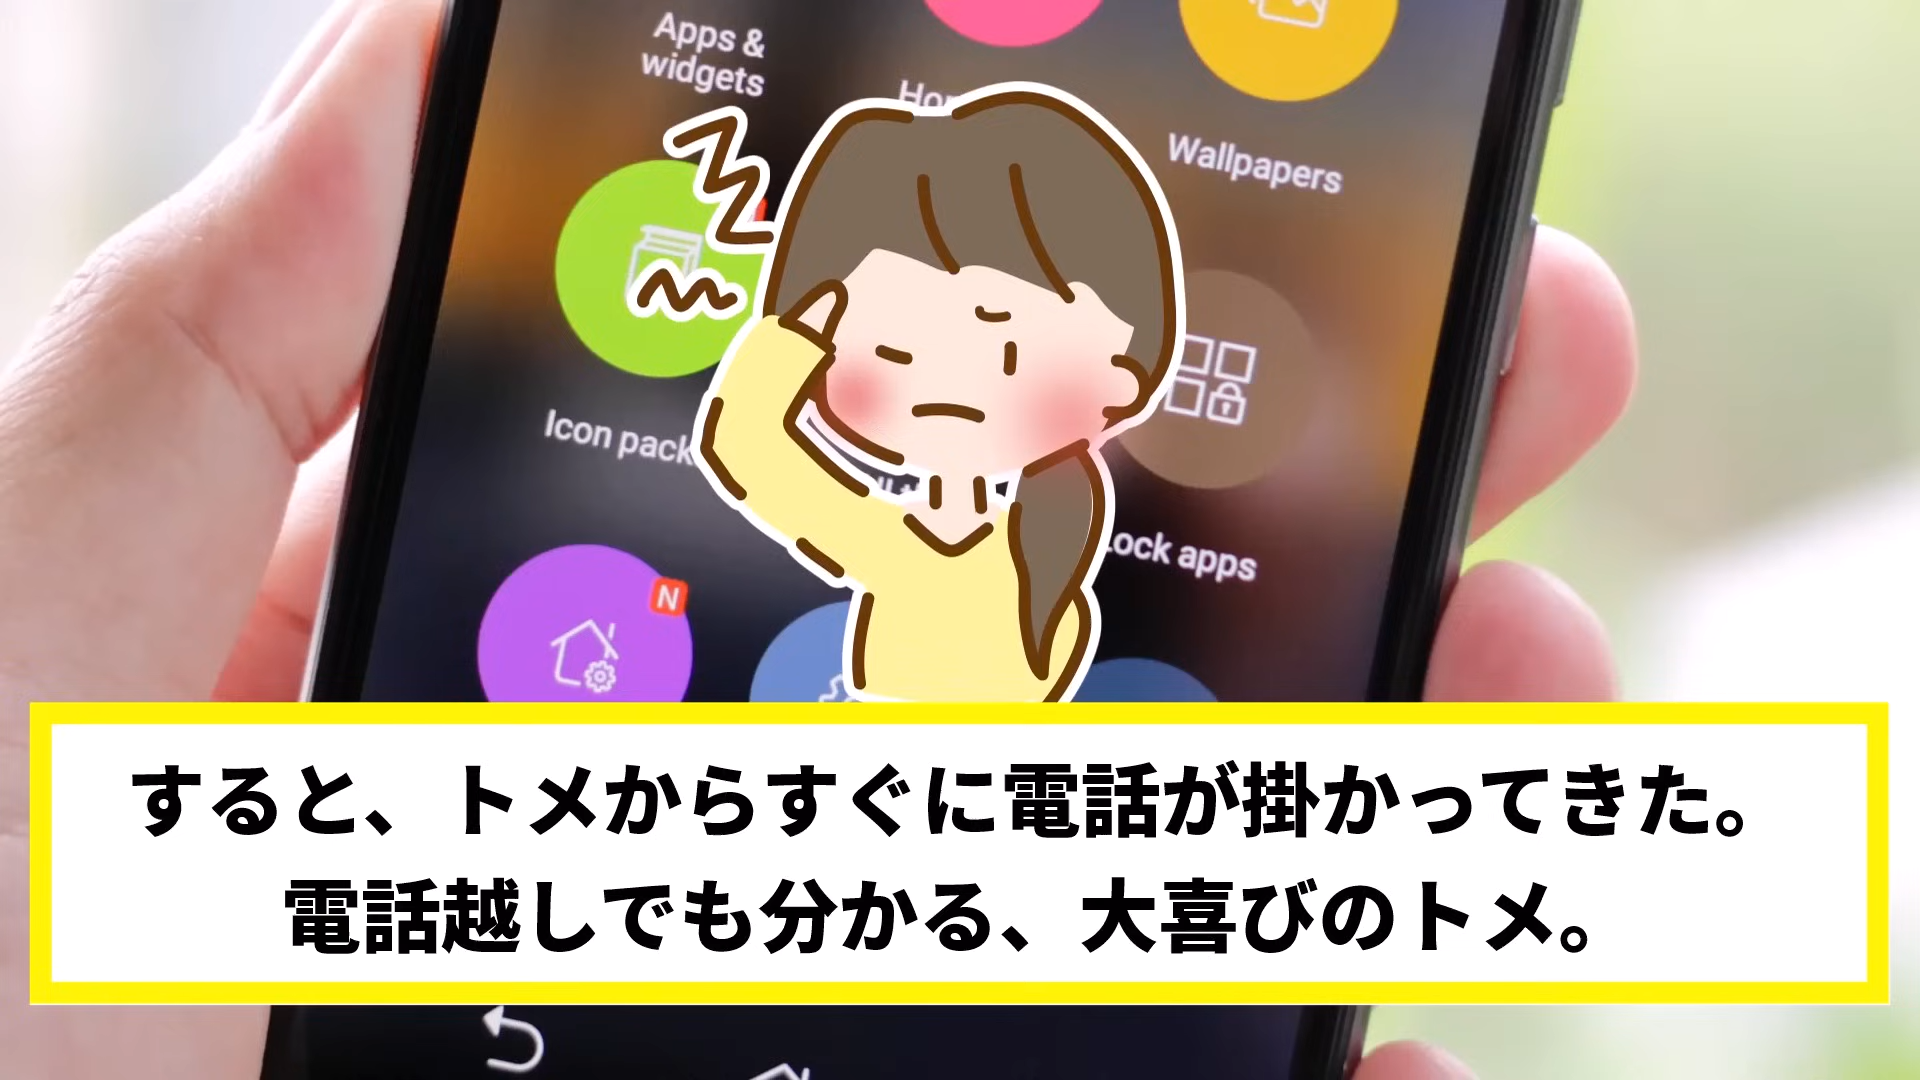 Apps &
widgets
Wallpapers
Icon pack
Lock apps
N
すると、トメからすぐに電話が掛かってきた。
電話越しでも分かる、大喜びのトメ。